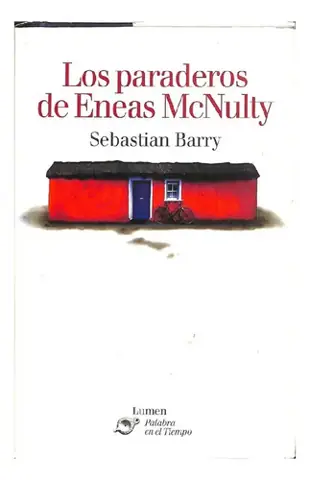 Los paraderos
de Eneas McNulty
Sebastian Barry
Lumen
Palabra
en el Tiempo